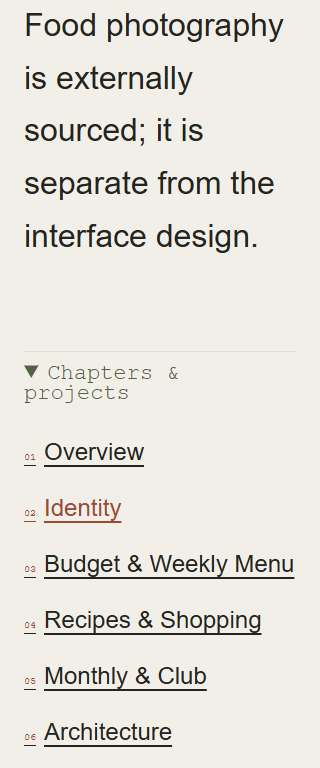 Food photography
is externally
sourced; it is
separate from the
interface design.
▼ Chapters &
projects
01 Overview
02 Identity
03 Budget & Weekly Menu
04 Recipes & Shopping
05 Monthly & Club
06 Architecture